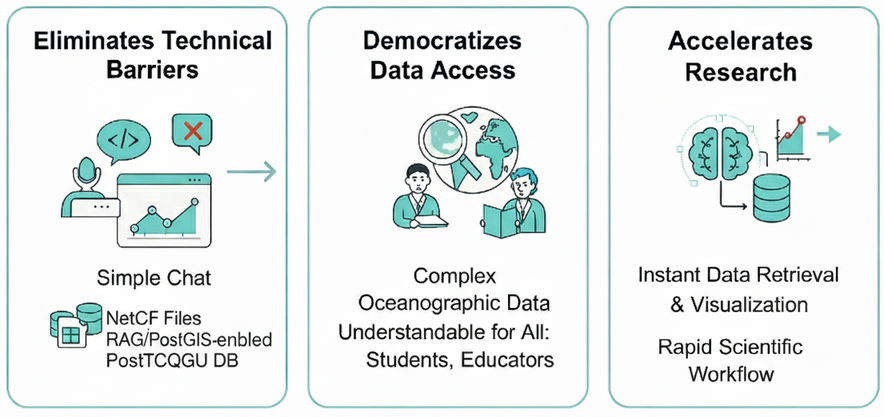 Eliminates Technical
Barriers
</>
Simple Chat
NetCF Files
RAG/PostGIS-enbled
PostTCQGU DB
Democratizes
Data Access
Complex
Oceanographic Data
Understandable for All:
Students, Educators
Accelerates
Research
Instant Data Retrieval
& Visualization
Rapid Scientific
Workflow